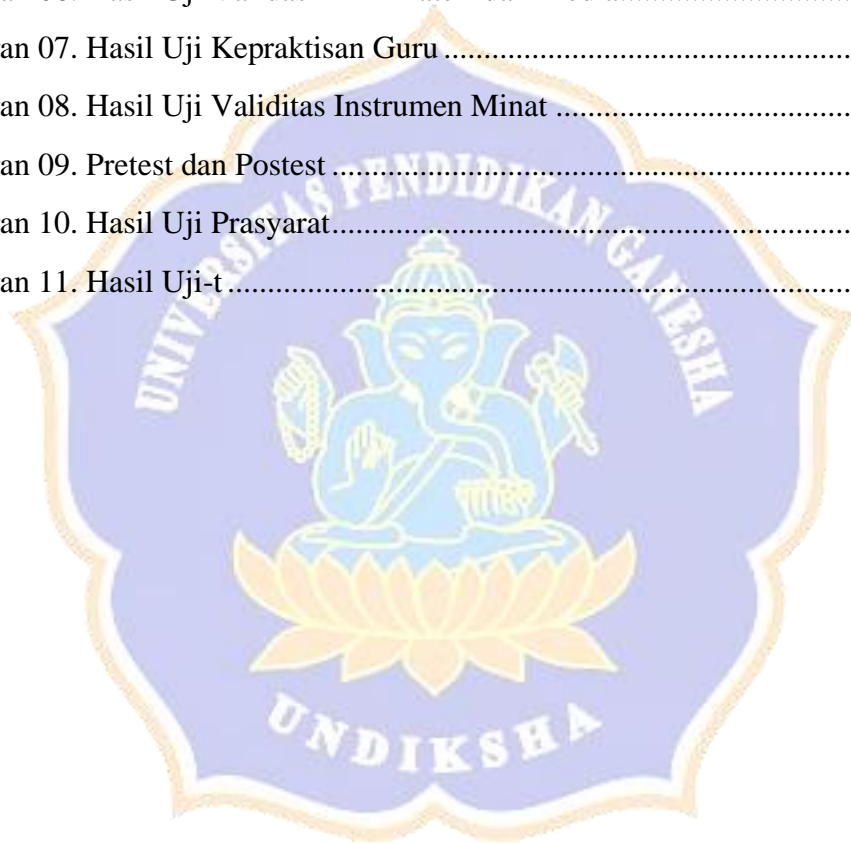 an 07. Hasil Uji Kepraktisan Guru
an 08. Hasil Uji Validitas Instrumen Minat
an 09. Pretest dan Postest
an 10. Hasil Uji Prasyarat
an 11. Hasil Uji-t
UNIVERSITAS PENDIDIKAN GANESHA
UNDIKSHA